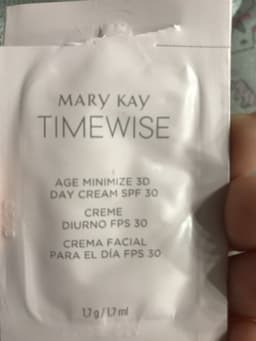 MARY KAY
TIMEWISE
AGE MINIMIZE 3D
DAY CREAM SPF 30
CREME
DIURNO FPS 30
CREMA FACIAL
PARA EL DÍA FPS 30
1.7 g / 1.7 ml